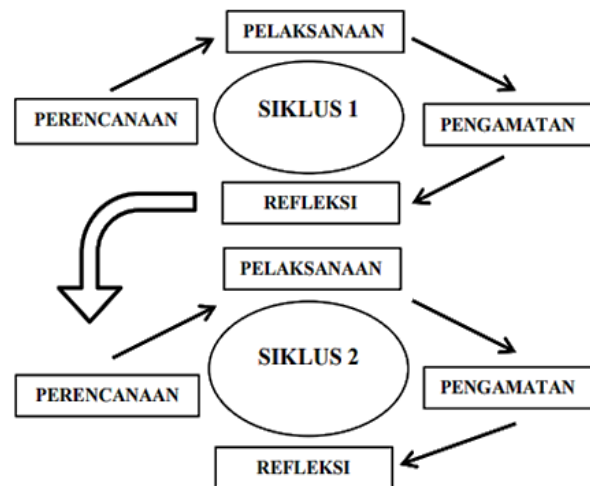 PELAKSANAAN
PERENCANAAN
SIKLUS 1
PENGAMATAN
REFLEKSI
PELAKSANAAN
SIKLUS 2
PERENCANAAN
PENGAMATAN
REFLEKSI